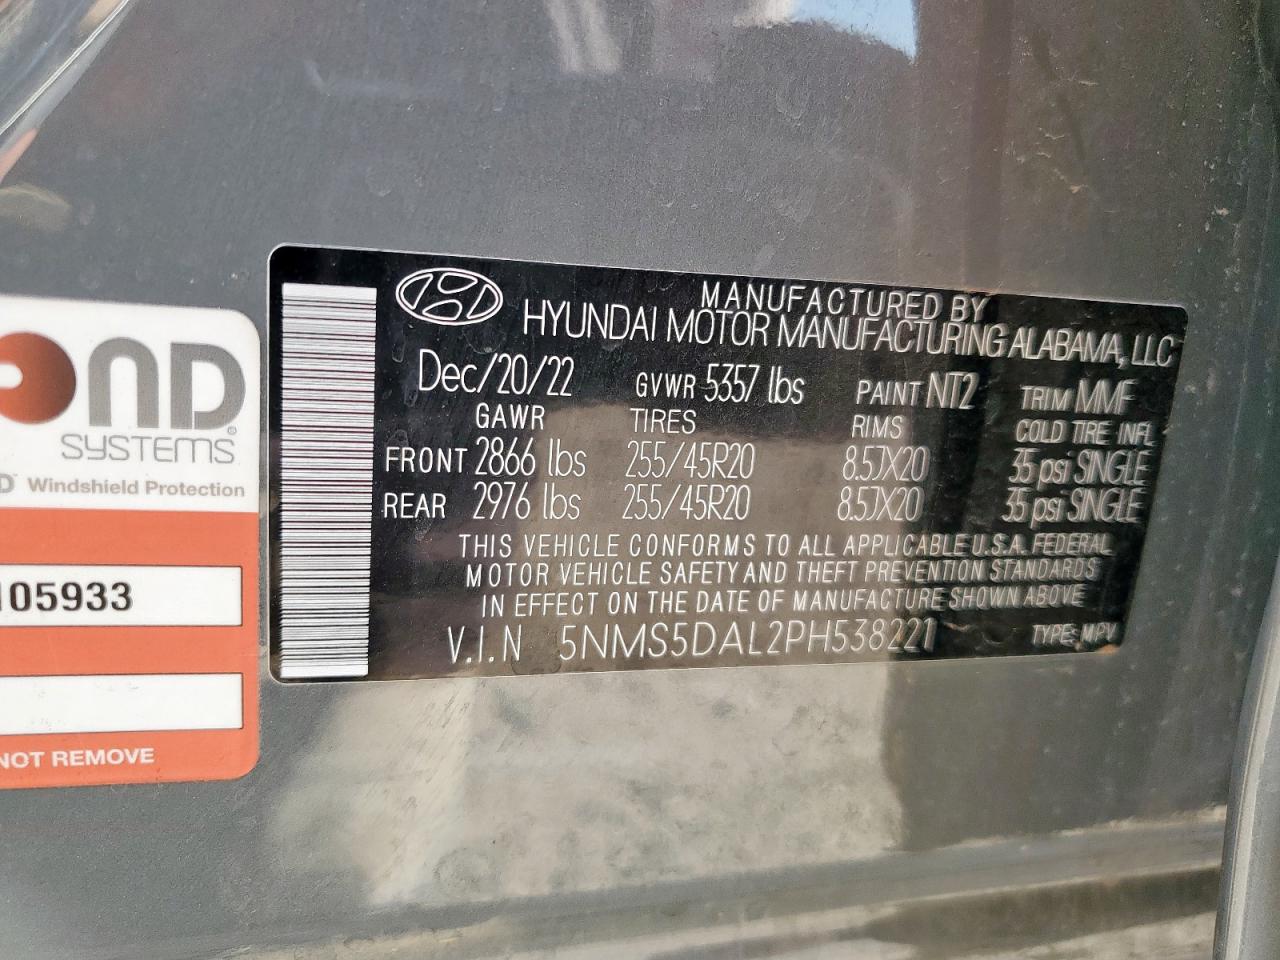 OND
SYSTEMS
D Windshield Protection
105933
NOT REMOVE
MANUFACTURED BY
HYUNDAI MOTOR MANUFACTURING ALABAMA, LLC
Dec/20/22 GVWR 5357 lbs PAINT NT2 TRIM MMF
GAWR TIRES RIMS COLD TIRE INFL
FRONT 2866 lbs 255/45R20 8.5JX20 35 psi SINGLE
REAR 2976 lbs 255/45R20 8.5JX20 35 psi SINGLE
THIS VEHICLE CONFORMS TO ALL APPLICABLE U.S.A. FEDERAL
MOTOR VEHICLE SAFETY AND THEFT PREVENTION STANDARDS
IN EFFECT ON THE DATE OF MANUFACTURE SHOWN ABOVE
V.I.N 5NMS5DAL2PH538221 TYPE: MPV